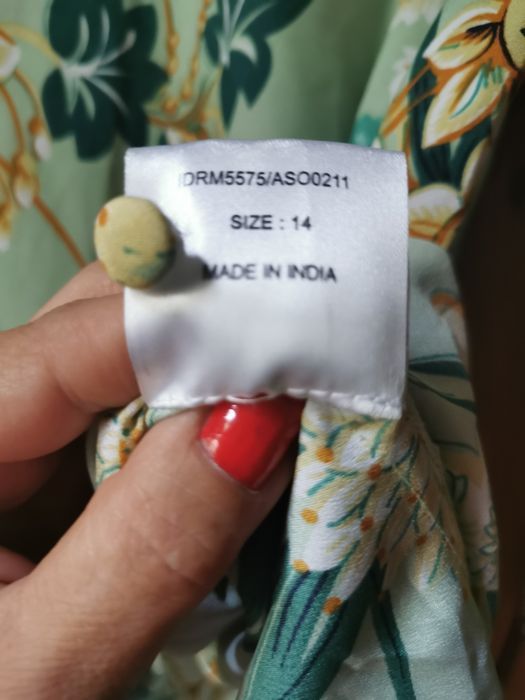 IDRM5575/ASO0211
SIZE : 14
MADE IN INDIA